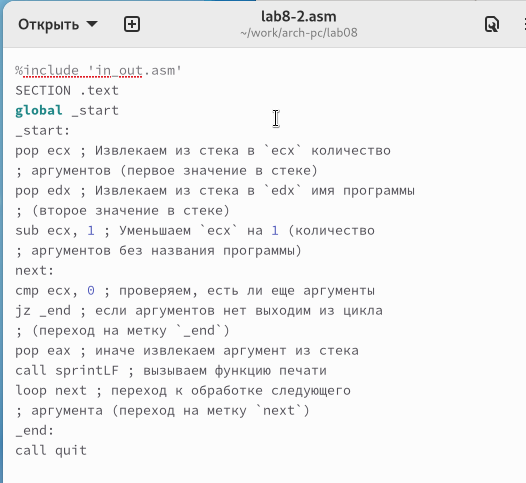 Открыть
lab8-2.asm
~/work/arch-pc/lab08
%include 'in_out.asm'
SECTION .text
global _start
_start:
pop ecx ; Извлекаем из стека в `ecx` количество
; аргументов (первое значение в стеке)
pop edx ; Извлекаем из стека в `edx` имя программы
; (второе значение в стеке)
sub ecx, 1 ; Уменьшаем `ecx` на 1 (количество
; аргументов без названия программы)
next:
cmp ecx, 0 ; проверяем, есть ли еще аргументы
jz _end ; если аргументов нет выходим из цикла
; (переход на метку `_end`)
pop eax ; иначе извлекаем аргумент из стека
call sprintLF ; вызываем функцию печати
loop next ; переход к обработке следующего
; аргумента (переход на метку `next`)
_end:
call quit